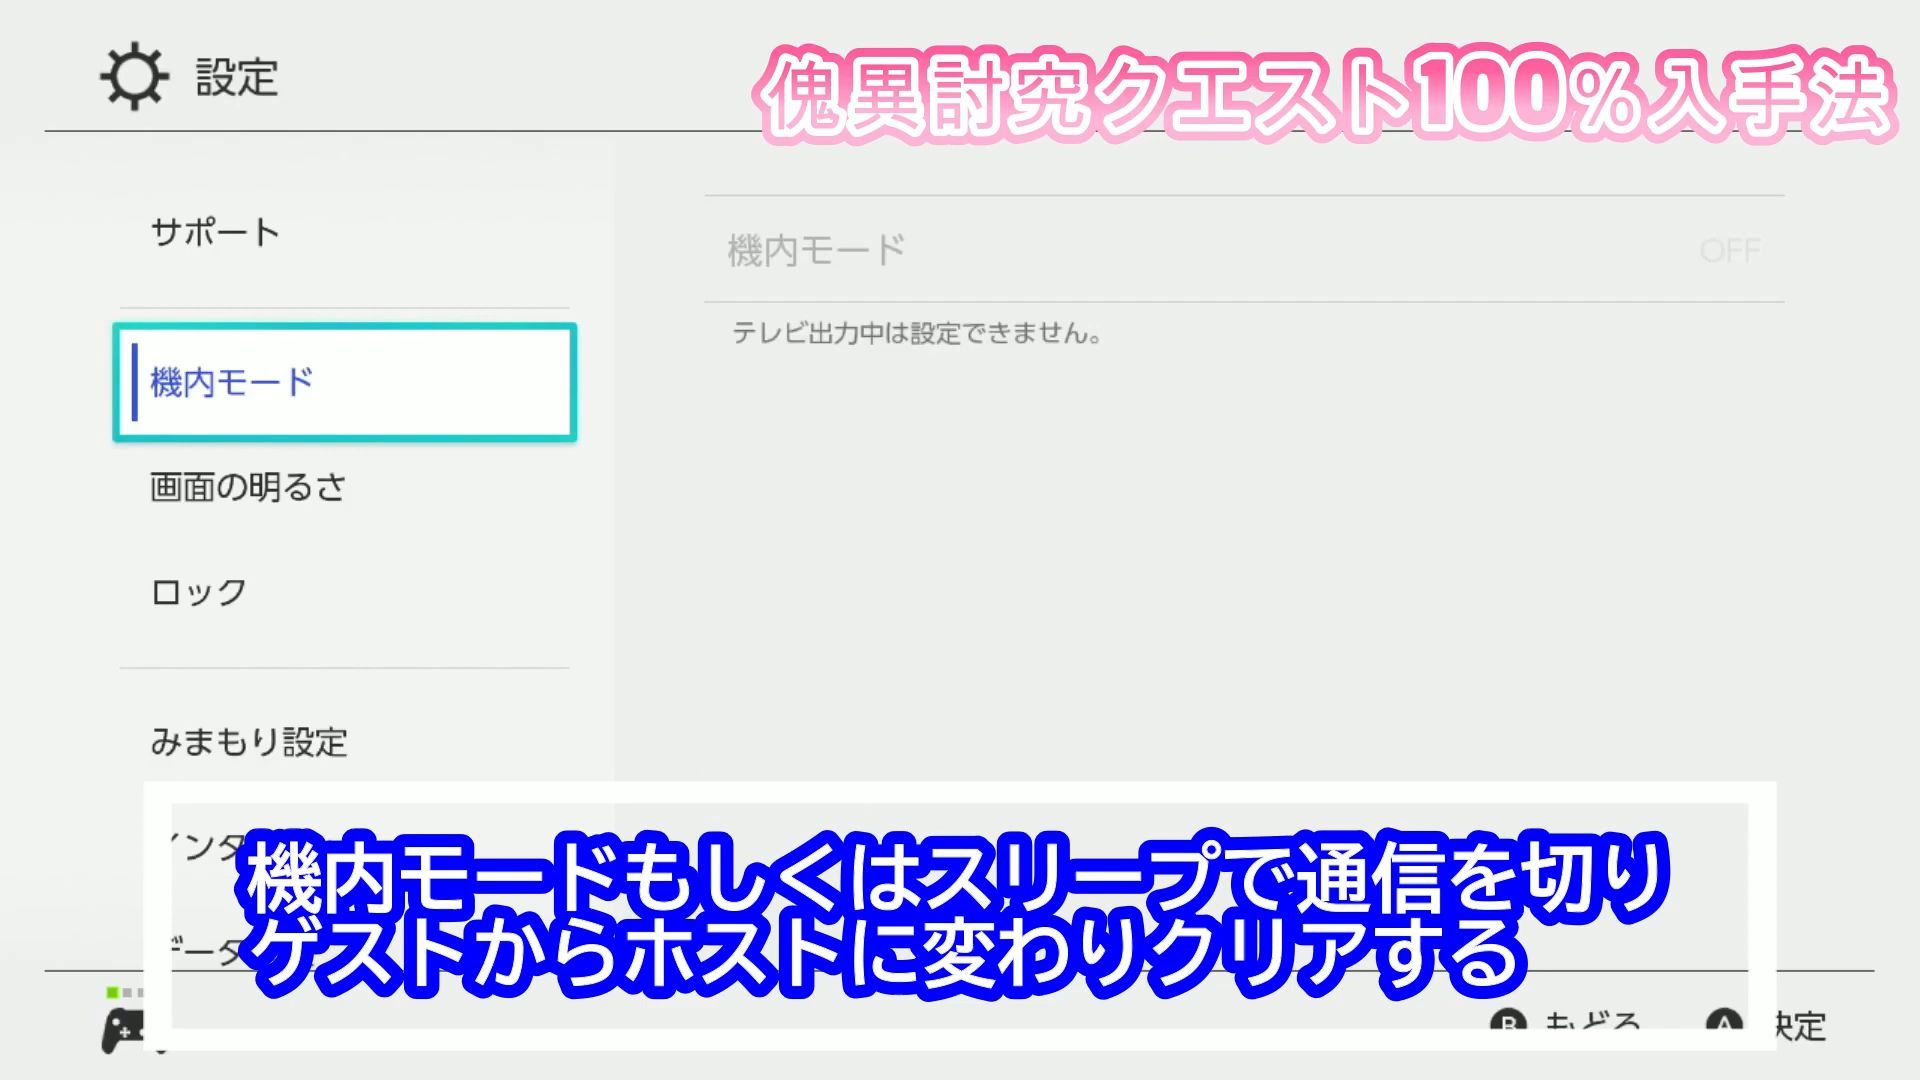 設定
傀異討究クエスト100%入手法
サポート
機内モード OFF
テレビ出力中は設定できません。
機内モード
画面の明るさ
ロック
みまもり設定
機内モードもしくはスリープで通信を切り
ゲストからホストに変わりクリアする
B もどる A 決定